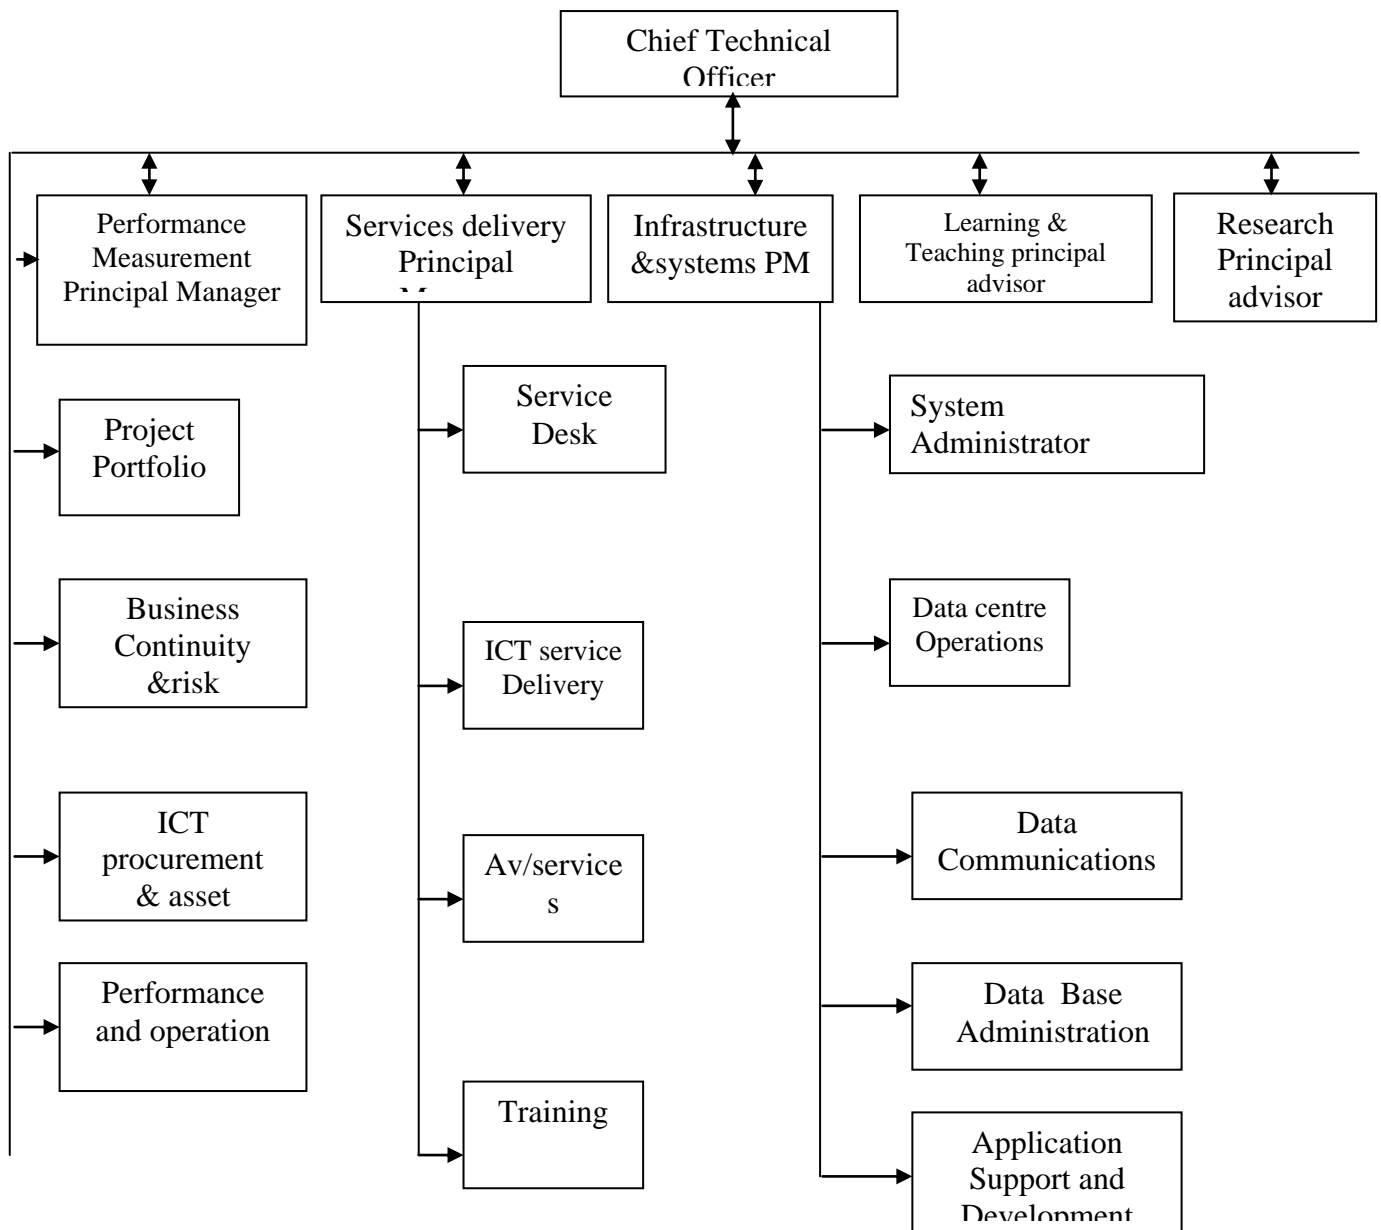 Chief Technical
Officer
Performance
Measurement
Principal Manager
Services delivery
Principal
Infrastructure
&systems PM
Learning &
Teaching principal
advisor
Research
Principal
advisor
Project
Portfolio
Service
Desk
System
Administrator
Business
Continuity
&risk
ICT service
Delivery
Data centre
Operations
ICT
procurement
& asset
Av/service
s
Data
Communications
Performance
and operation
Data Base
Administration
Training
Application
Support and
Development